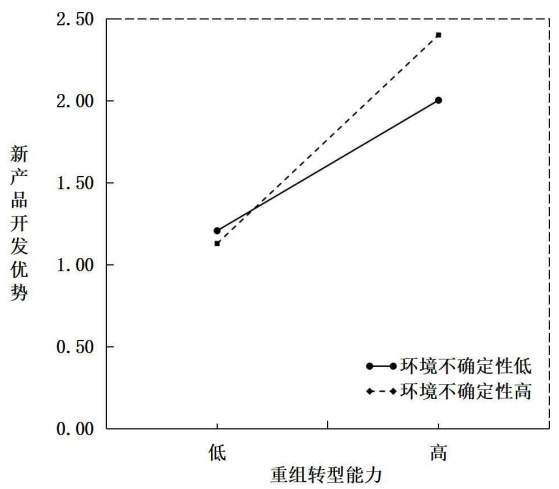 2.50
2.00
1.50
1.00
0.50
0.00
新产品开发优势
环境不确定性低
环境不确定性高
低
高
重组转型能力